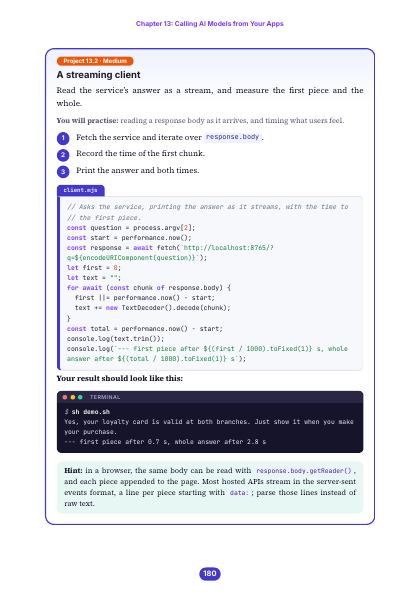 Chapter 13: Calling AI Models from Your Apps
Project 13.2 · Medium
A streaming client
Read the service's answer as a stream, and measure the first piece and the
whole.
You will practise: reading a response body as it arrives, and timing what users feel.
1 Fetch the service and iterate over response.body.
2 Record the time of the first chunk.
3 Print the answer and both times.
client.mjs
// Asks the service, printing the answer as it streams, with the time to
// the first piece.
const question = process.argv[2];
const start = performance.now();
const response = await fetch(`http://localhost:8765/?
q=${encodeURIComponent(question)}`);
let first = 0;
let text = "";
for await (const chunk of response.body) {
  first ||= performance.now() - start;
  text += new TextDecoder().decode(chunk);
}
const total = performance.now() - start;
console.log(text.trim());
console.log(`--- first piece after ${(first / 1000).toFixed(1)} s, whole
answer after ${(total / 1000).toFixed(1)} s`);
Your result should look like this:
TERMINAL
$ sh demo.sh
Yes, your loyalty card is valid at both branches. Just show it when you make
your purchase.
--- first piece after 0.7 s, whole answer after 2.8 s
Hint: in a browser, the same body can be read with response.body.getReader(),
and each piece appended to the page. Most hosted APIs stream in the server-sent
events format, a line per piece starting with data: ; parse those lines instead of
raw text.
180